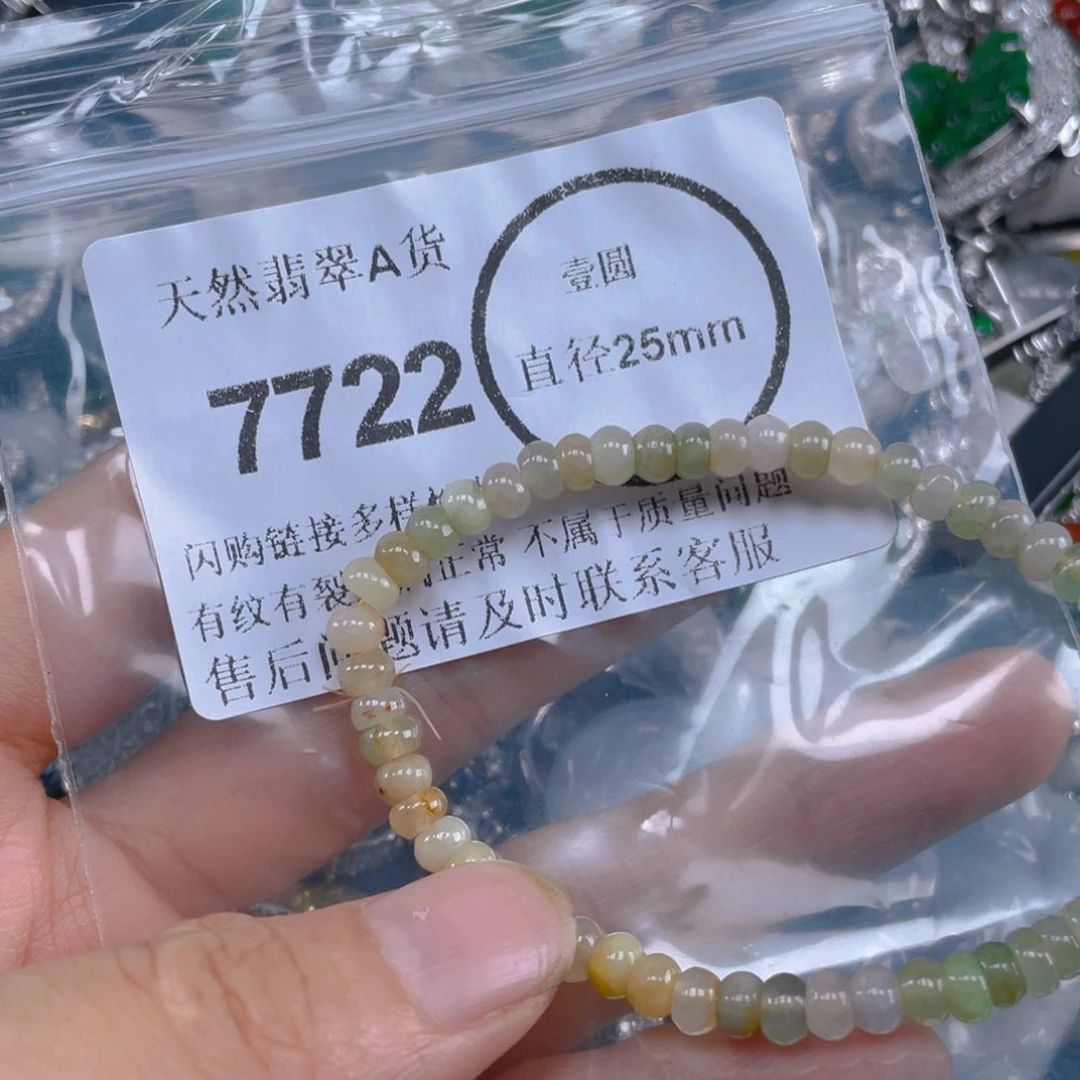 天然翡翠A货
7722
壹圆
直径25mm
闪购链接多样
有纹有裂 正常 不属于质量问题
售后问题请及时联系客服